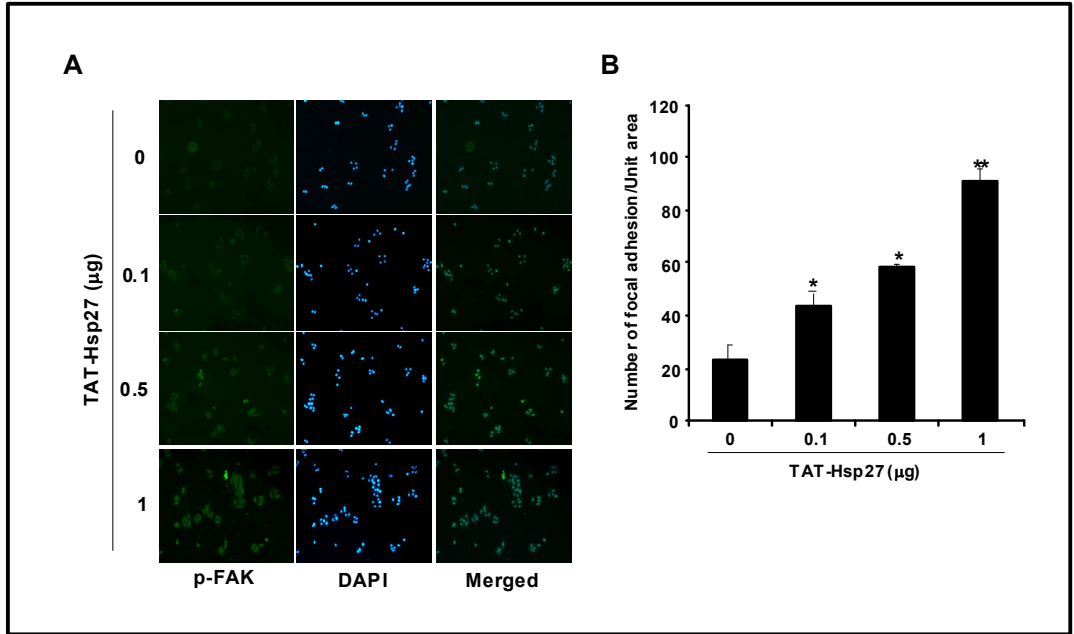 A
TAT-Hsp27 (μg)
0
0.1
0.5
1
p-FAK DAPI Merged
B
Number of focal adhesion/Unit area
120
100
80
60
40
20
0
*
*
**
0 0.1 0.5 1
TAT-Hsp27 (μg)